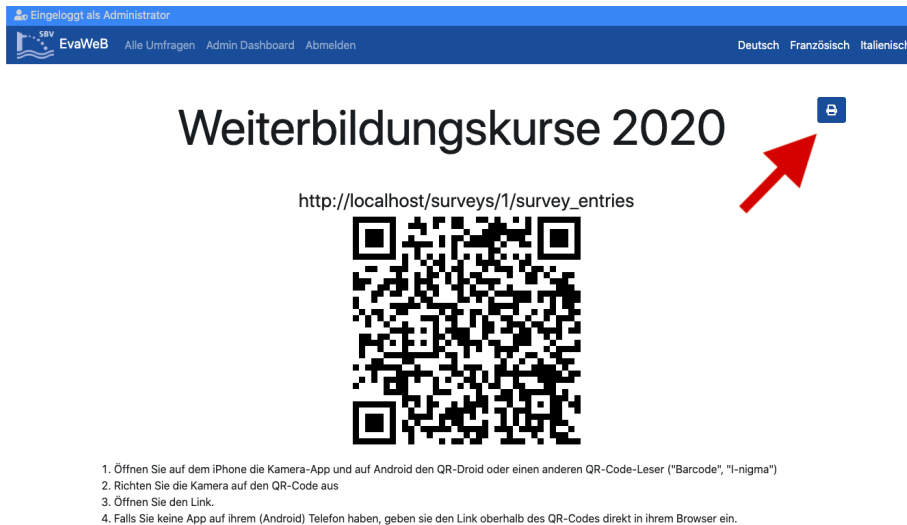 Eingeloggt als Administrator
SBV EvaWeB Alle Umfragen Admin Dashboard Abmelden Deutsch Französisch Italienisch
Weiterbildungskurse 2020
http://localhost/surveys/1/survey_entries
1. Öffnen Sie auf dem iPhone die Kamera-App und auf Android den QR-Droid oder einen anderen QR-Code-Leser ("Barcode", "I-nigma")
2. Richten Sie die Kamera auf den QR-Code aus
3. Öffnen Sie den Link.
4. Falls Sie keine App auf ihrem (Android) Telefon haben, geben sie den Link oberhalb des QR-Codes direkt in ihrem Browser ein.